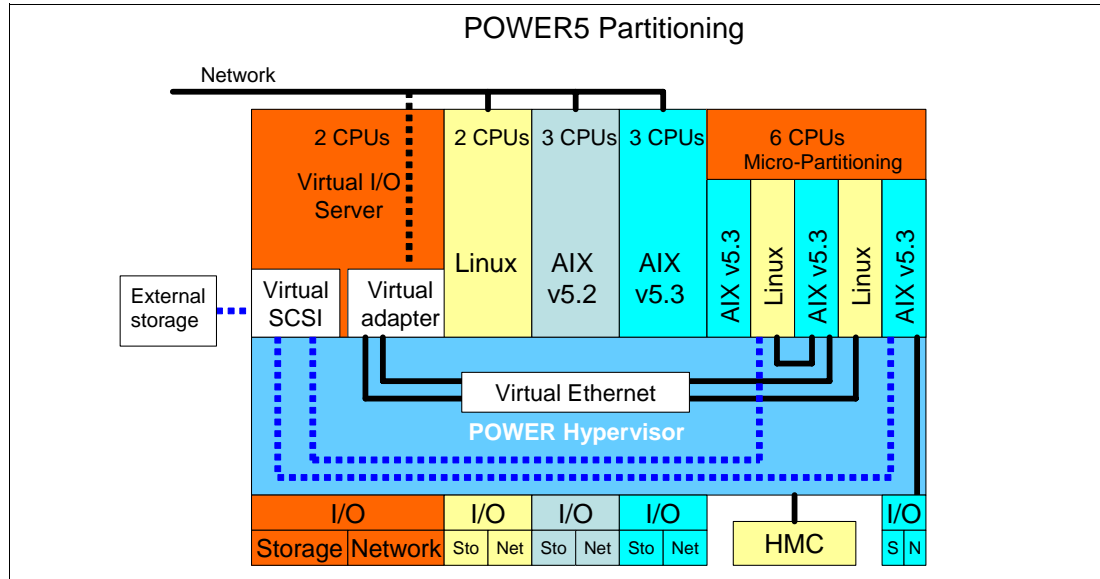 POWER5 Partitioning
Network
2 CPUs
2 CPUs
3 CPUs
3 CPUs
6 CPUs
Micro-Partitioning
Virtual I/O
Server
Linux
AIX
v5.2
AIX
v5.3
AIX v5.3
Linux
AIX v5.3
Linux
AIX v5.3
External
storage
Virtual
SCSI
Virtual
adapter
Virtual Ethernet
POWER Hypervisor
I/O
Storage
Network
I/O
Sto
Net
I/O
Sto
Net
I/O
Sto
Net
HMC
I/O
S
N